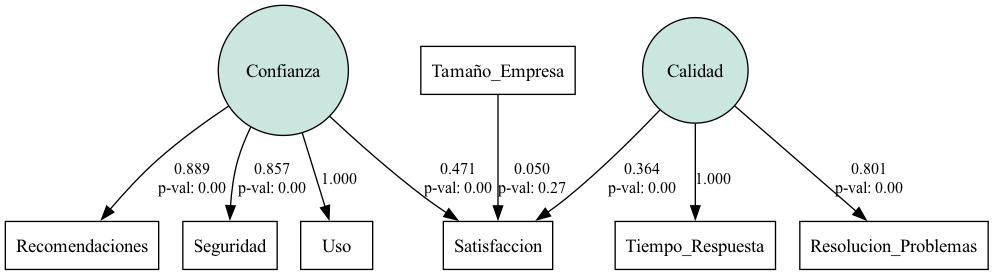 Confianza
Tamaño_Empresa
Calidad
0.889
p-val: 0.00
0.857
p-val: 0.00
1.000
0.471
p-val: 0.00
0.050
p-val: 0.27
0.364
p-val: 0.00
1.000
0.801
p-val: 0.00
Recomendaciones
Seguridad
Uso
Satisfaccion
Tiempo_Respuesta
Resolucion_Problemas